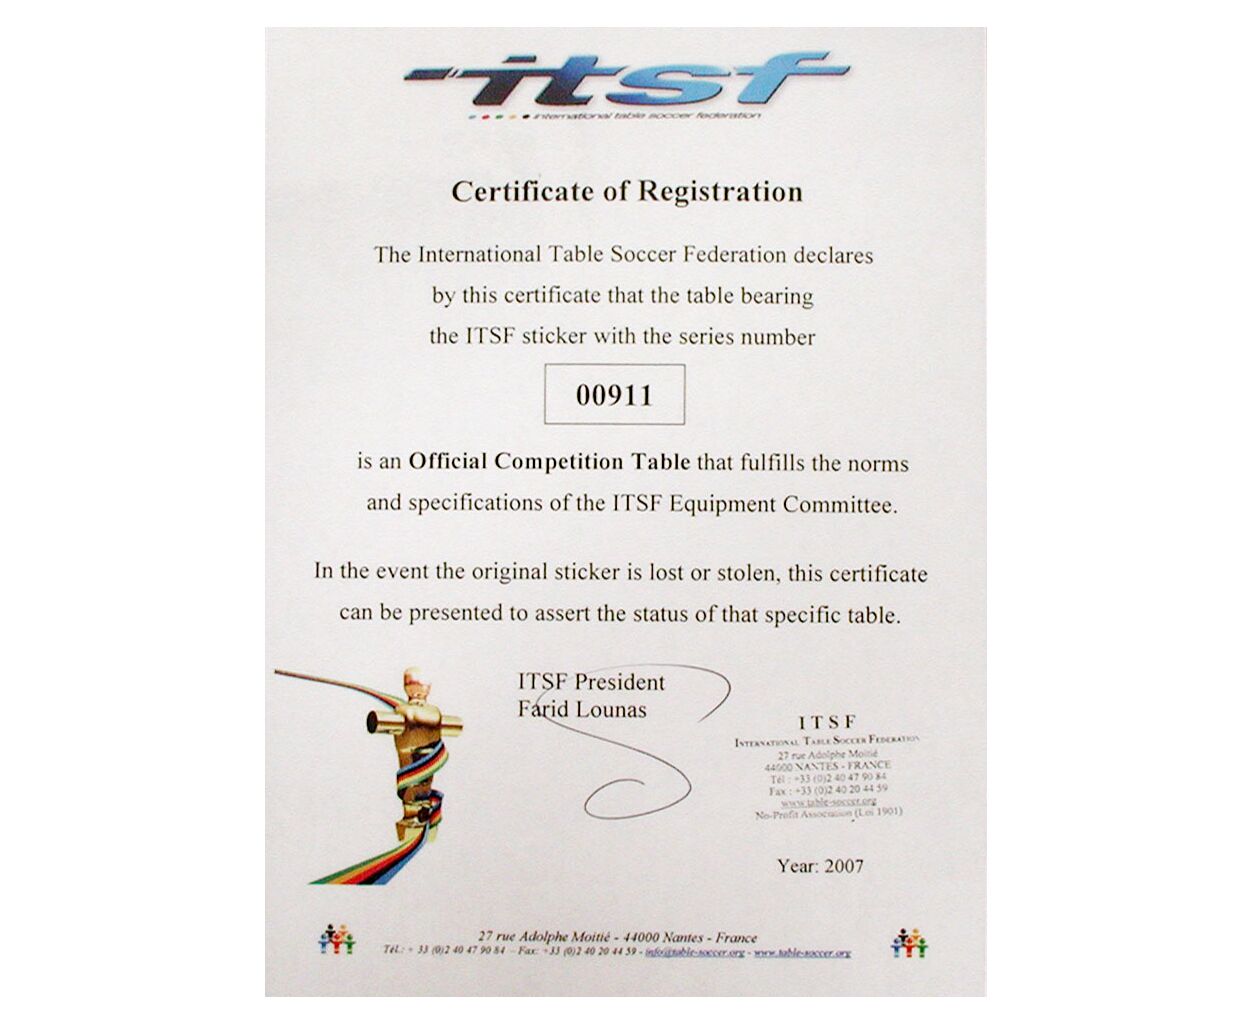 itsf
international table soccer federation
Certificate of Registration
The International Table Soccer Federation declares
by this certificate that the table bearing
the ITSF sticker with the series number
00911
is an Official Competition Table that fulfills the norms
and specifications of the ITSF Equipment Committee.
In the event the original sticker is lost or stolen, this certificate
can be presented to assert the status of that specific table.
ITSF President
Farid Lounas
ITSF
INTERNATIONAL TABLE SOCCER FEDERATION
27 rue Adolphe Moitié
44000 NANTES - FRANCE
Tél : +33 (0)2 40 47 90 84
Fax : +33 (0)2 40 20 44 59
www.table-soccer.org
No-Profit Association (Loi 1901)
Year: 2007
27 rue Adolphe Moitié - 44000 Nantes - France
Tél.: + 33 (0)2 40 47 90 84 – Fax: +33 (0)2 40 20 44 59 - info@table-soccer.org - www.table-soccer.org